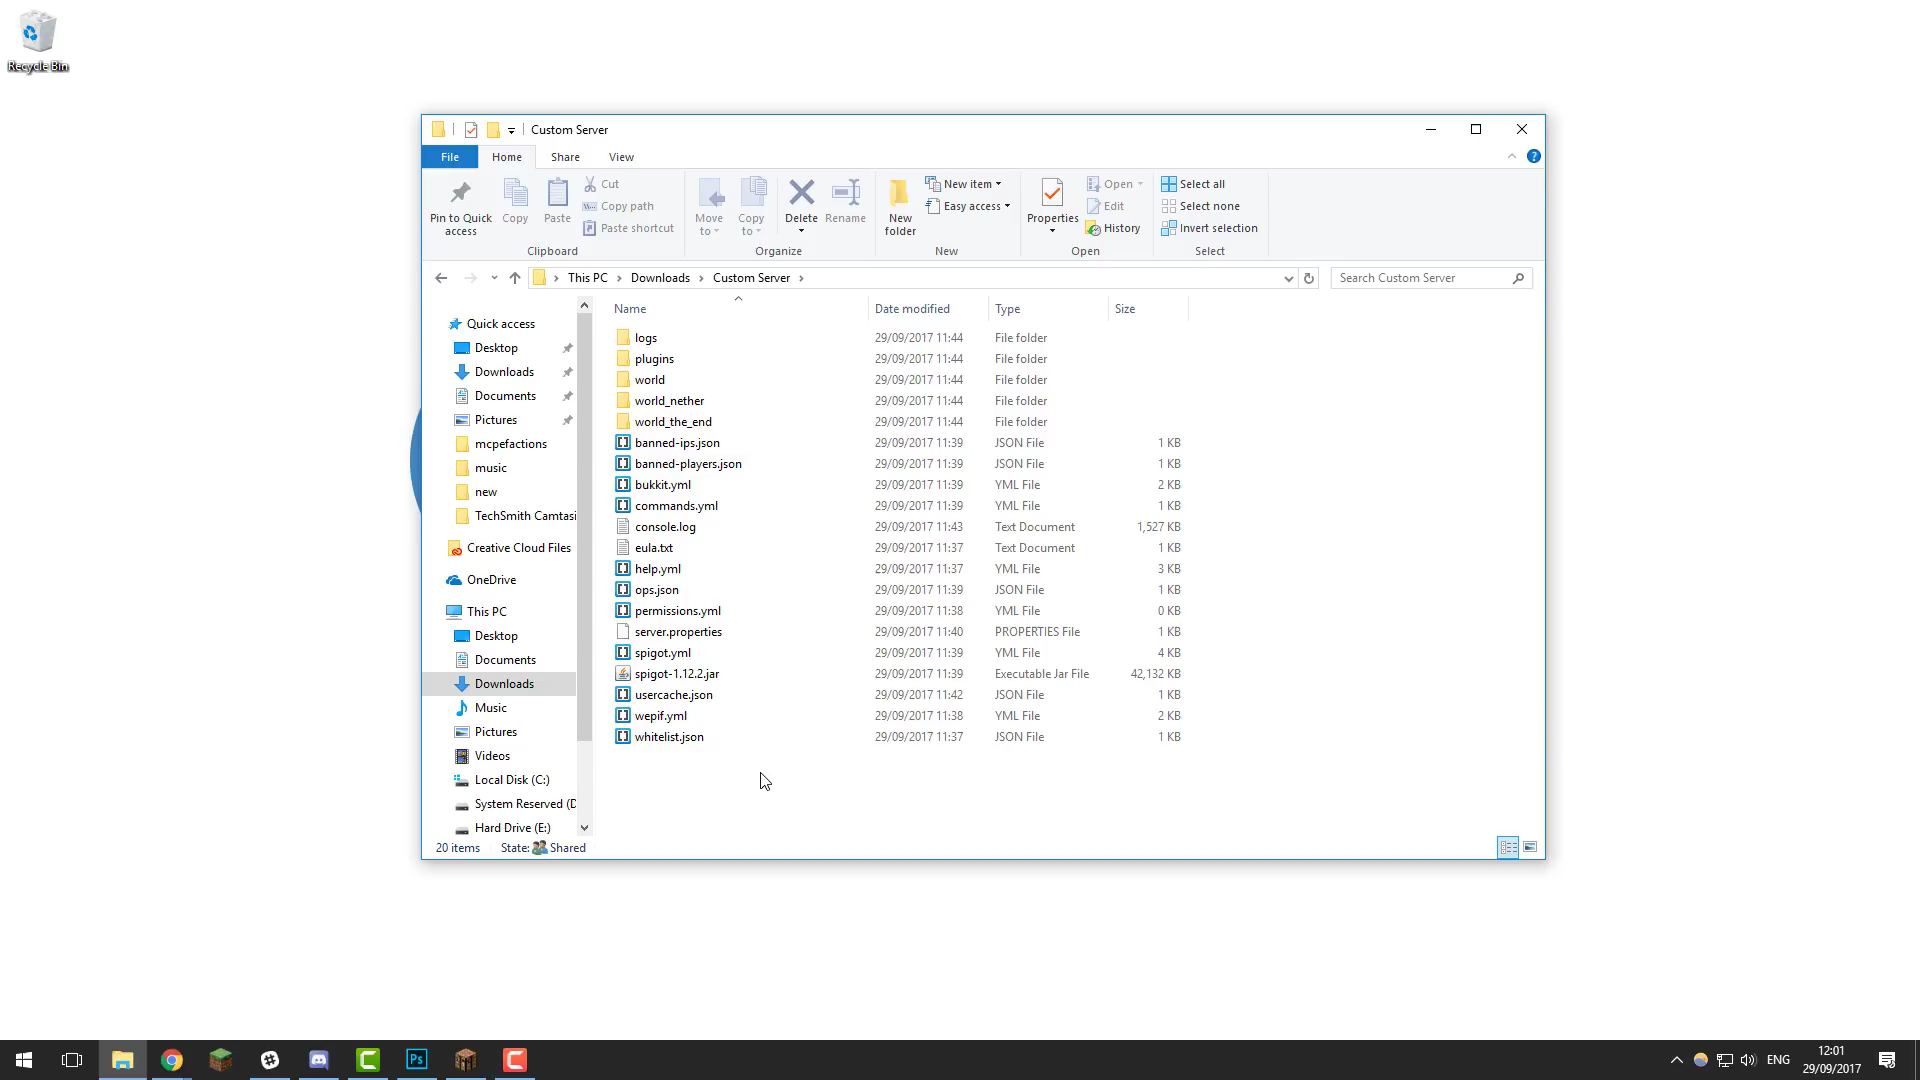 Recycle Bin
Custom Server
File Home Share View
Pin to Quick access
Copy
Paste
Cut
Copy path
Paste shortcut
Clipboard
Move to
Copy to
Delete
Rename
Organize
New folder
New item
Easy access
New
Properties
Open
Edit
History
Open
Select all
Select none
Invert selection
Select
This PC > Downloads > Custom Server >
Search Custom Server
Quick access
Desktop
Downloads
Documents
Pictures
mcpefactions
music
new
TechSmith Camtasi
Creative Cloud Files
OneDrive
This PC
Desktop
Documents
Downloads
Music
Pictures
Videos
Local Disk (C:)
System Reserved (D
Hard Drive (E:)
Name Date modified Type Size
logs 29/09/2017 11:44 File folder
plugins 29/09/2017 11:44 File folder
world 29/09/2017 11:44 File folder
world_nether 29/09/2017 11:44 File folder
world_the_end 29/09/2017 11:44 File folder
banned-ips.json 29/09/2017 11:39 JSON File 1 KB
banned-players.json 29/09/2017 11:39 JSON File 1 KB
bukkit.yml 29/09/2017 11:39 YML File 2 KB
commands.yml 29/09/2017 11:39 YML File 1 KB
console.log 29/09/2017 11:43 Text Document 1,527 KB
eula.txt 29/09/2017 11:37 Text Document 1 KB
help.yml 29/09/2017 11:37 YML File 3 KB
ops.json 29/09/2017 11:39 JSON File 1 KB
permissions.yml 29/09/2017 11:38 YML File 0 KB
server.properties 29/09/2017 11:40 PROPERTIES File 1 KB
spigot.yml 29/09/2017 11:39 YML File 4 KB
spigot-1.12.2.jar 29/09/2017 11:39 Executable Jar File 42,132 KB
usercache.json 29/09/2017 11:42 JSON File 1 KB
wepif.yml 29/09/2017 11:38 YML File 2 KB
whitelist.json 29/09/2017 11:37 JSON File 1 KB
20 items State: Shared
Ps
ENG
12:01
29/09/2017